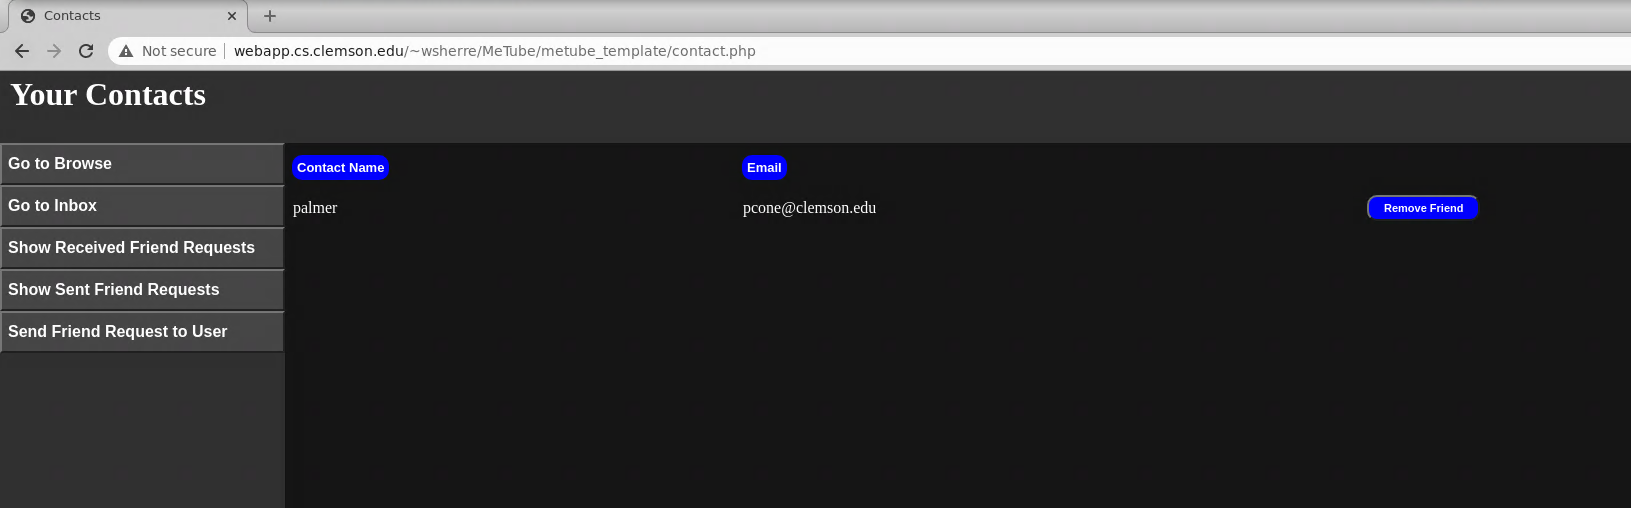 Contacts
Not secure webapp.cs.clemson.edu/~wsherre/MeTube/metube_template/contact.php
Your Contacts
Go to Browse
Go to Inbox
Show Received Friend Requests
Show Sent Friend Requests
Send Friend Request to User
Contact Name Email
palmer pcone@clemson.edu Remove Friend